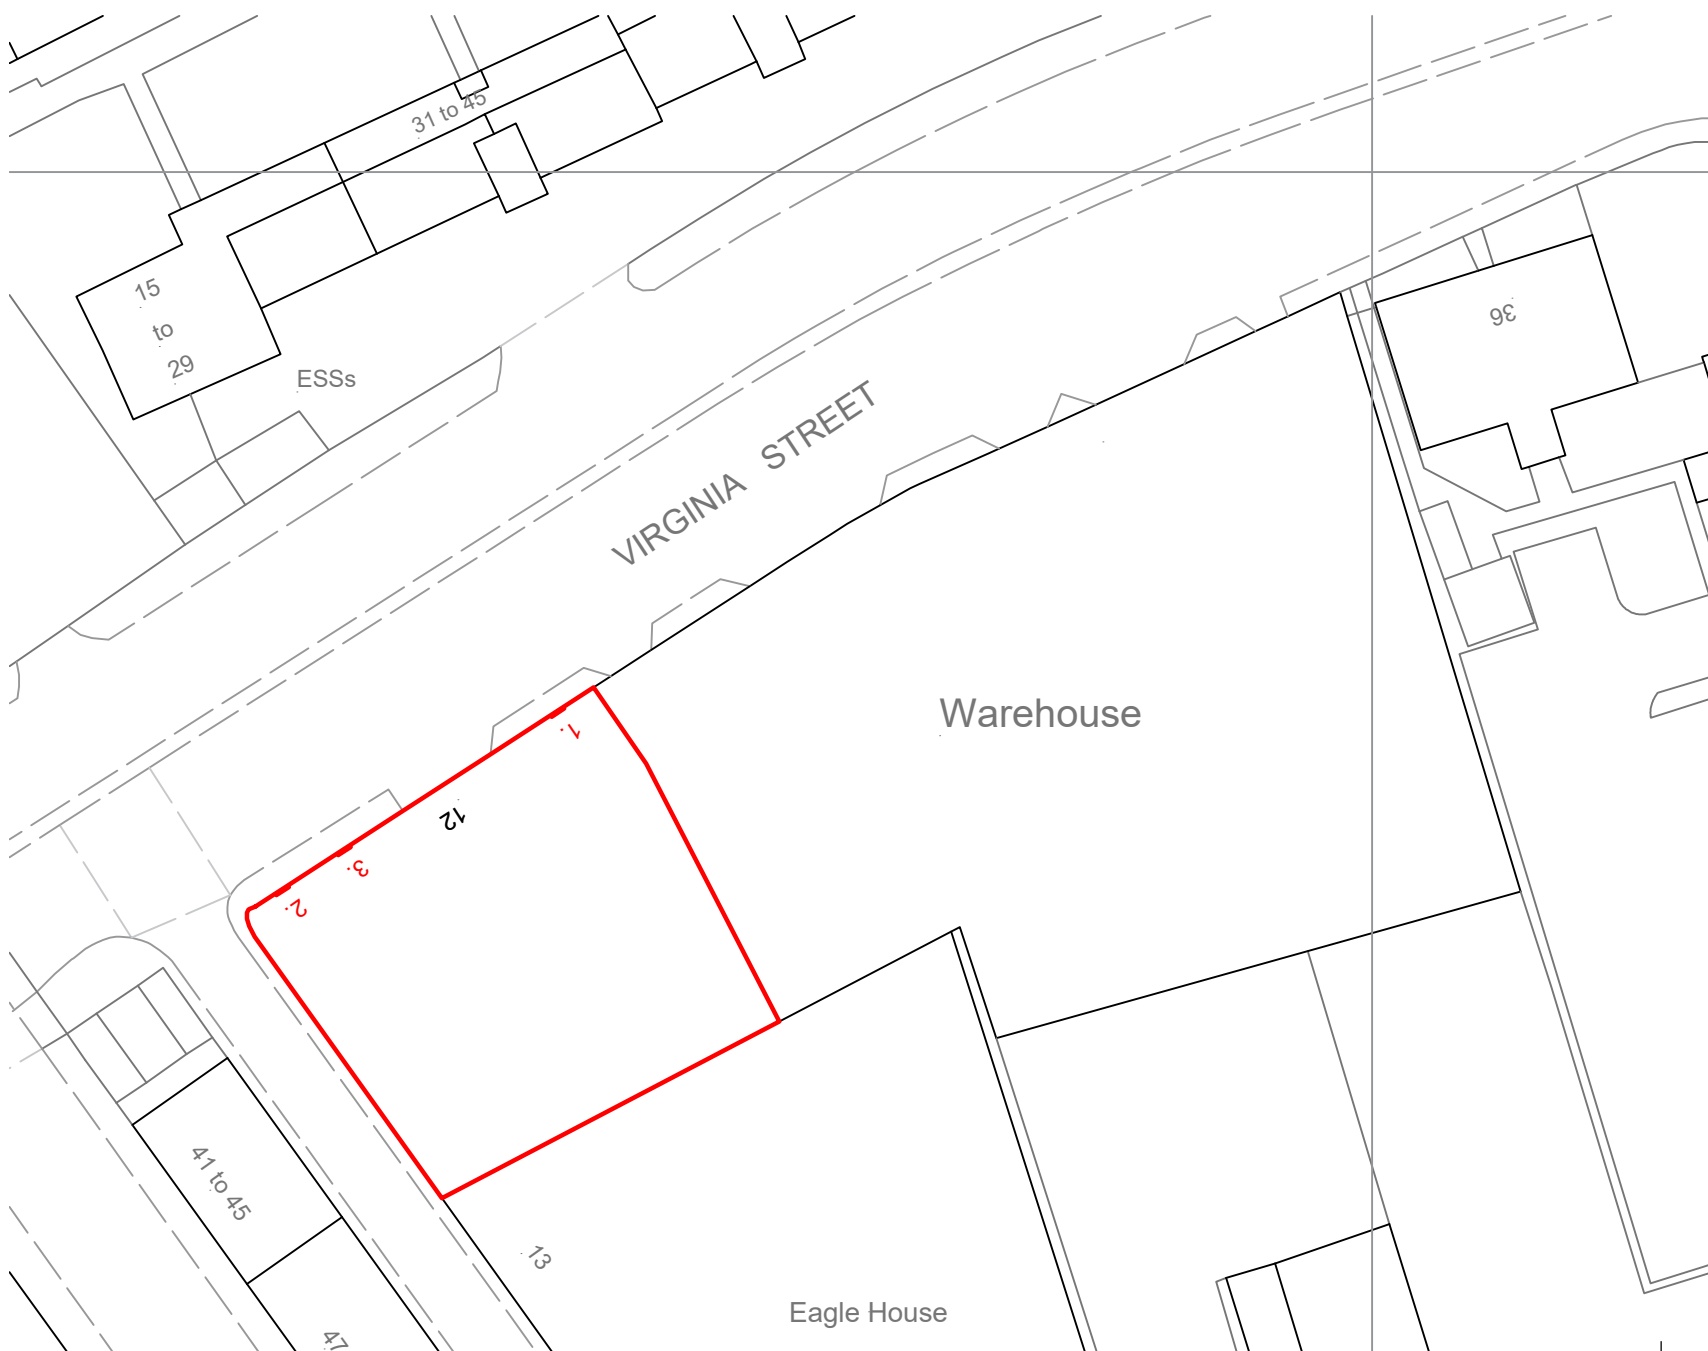 31 to 45
15
to
29
ESSs
36
VIRGINIA STREET
Warehouse
1.
12
3.
2.
41 to 45
13
Eagle House
47